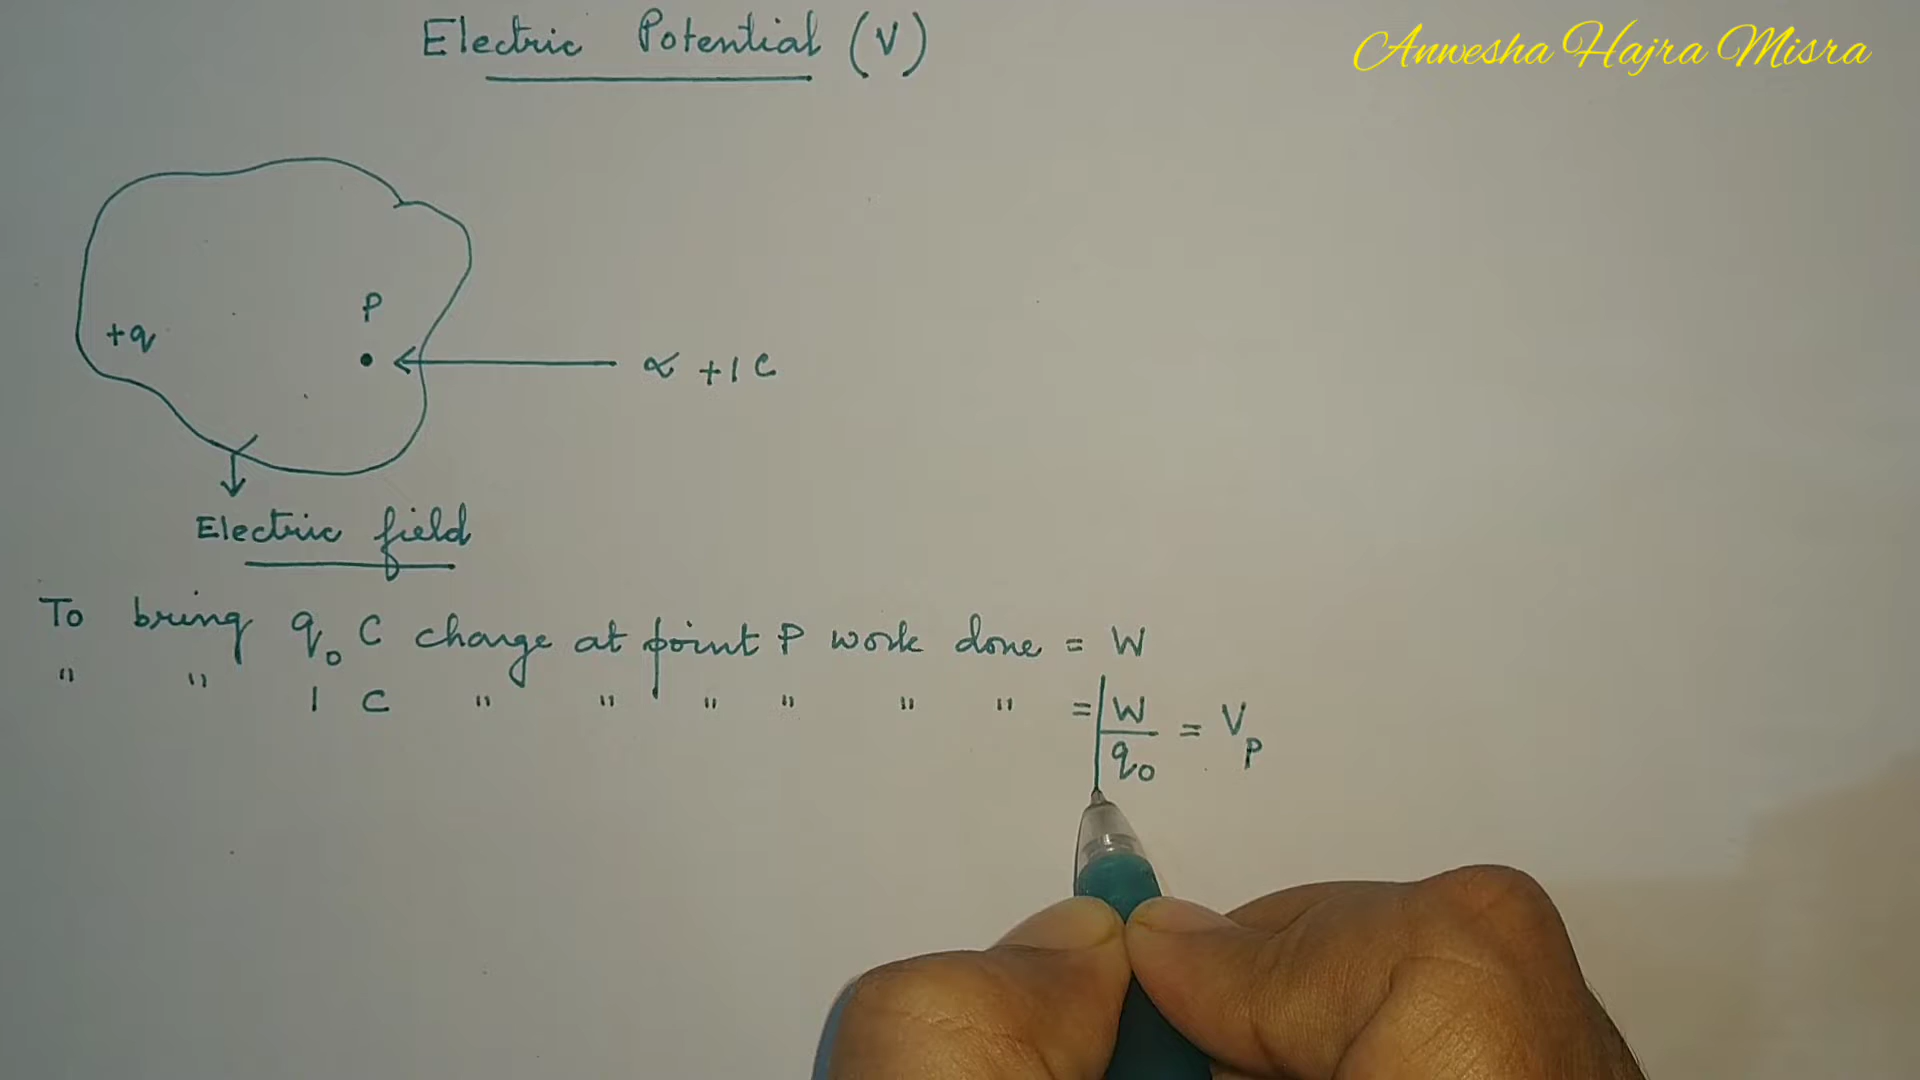 Electric Potential (V)
Anwesha Hajra Misra
P
+q
∝ +1 C
Electric field
To bring q₀ C charge at point P work done = W
" " 1 C " " " " " " = W/q₀ = Vₚ